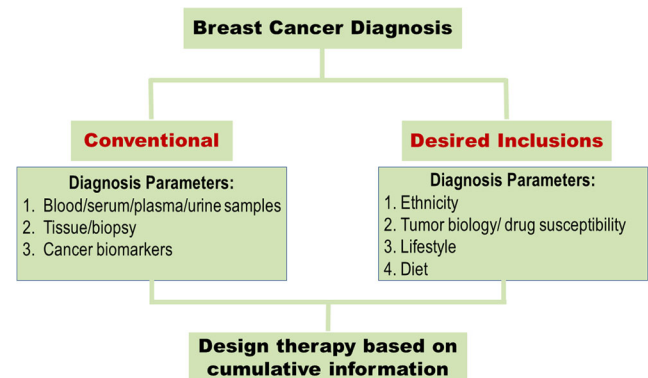 Breast Cancer Diagnosis
Conventional
Diagnosis Parameters:
1. Blood/serum/plasma/urine samples
2. Tissue/biopsy
3. Cancer biomarkers
Desired Inclusions
Diagnosis Parameters:
1. Ethnicity
2. Tumor biology/ drug susceptibility
3. Lifestyle
4. Diet
Design therapy based on
cumulative information